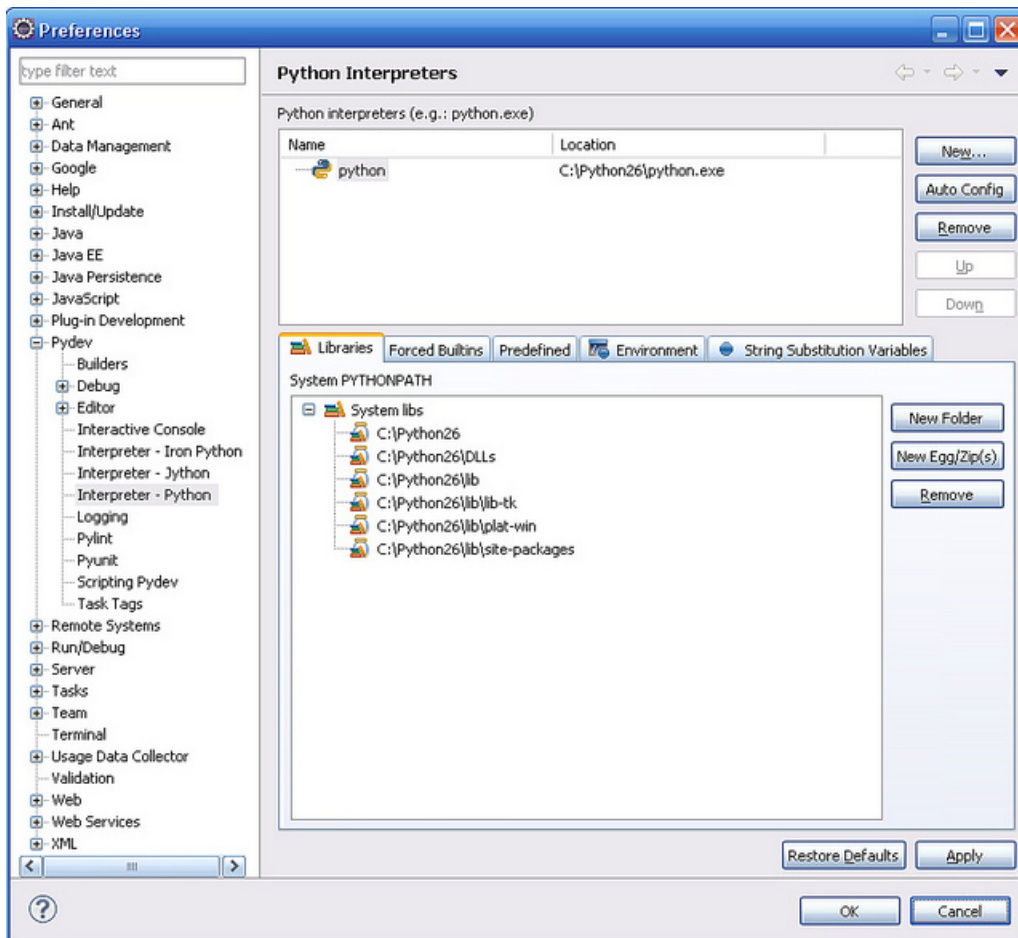 Preferences
type filter text
General
Ant
Data Management
Google
Help
Install/Update
Java
Java EE
Java Persistence
JavaScript
Plug-in Development
Pydev
Builders
Debug
Editor
Interactive Console
Interpreter - Iron Python
Interpreter - Jython
Interpreter - Python
Logging
Pylint
Pyunit
Scripting Pydev
Task Tags
Remote Systems
Run/Debug
Server
Tasks
Team
Terminal
Usage Data Collector
Validation
Web
Web Services
XML
Python Interpreters
Python interpreters (e.g.: python.exe)
Name Location
python C:\Python26\python.exe
New...
Auto Config
Remove
Up
Down
Libraries Forced Builtins Predefined Environment String Substitution Variables
System PYTHONPATH
System libs
C:\Python26
C:\Python26\DLLs
C:\Python26\lib
C:\Python26\lib\lib-tk
C:\Python26\lib\plat-win
C:\Python26\lib\site-packages
New Folder
New Egg/Zip(s)
Remove
Restore Defaults Apply
? OK Cancel